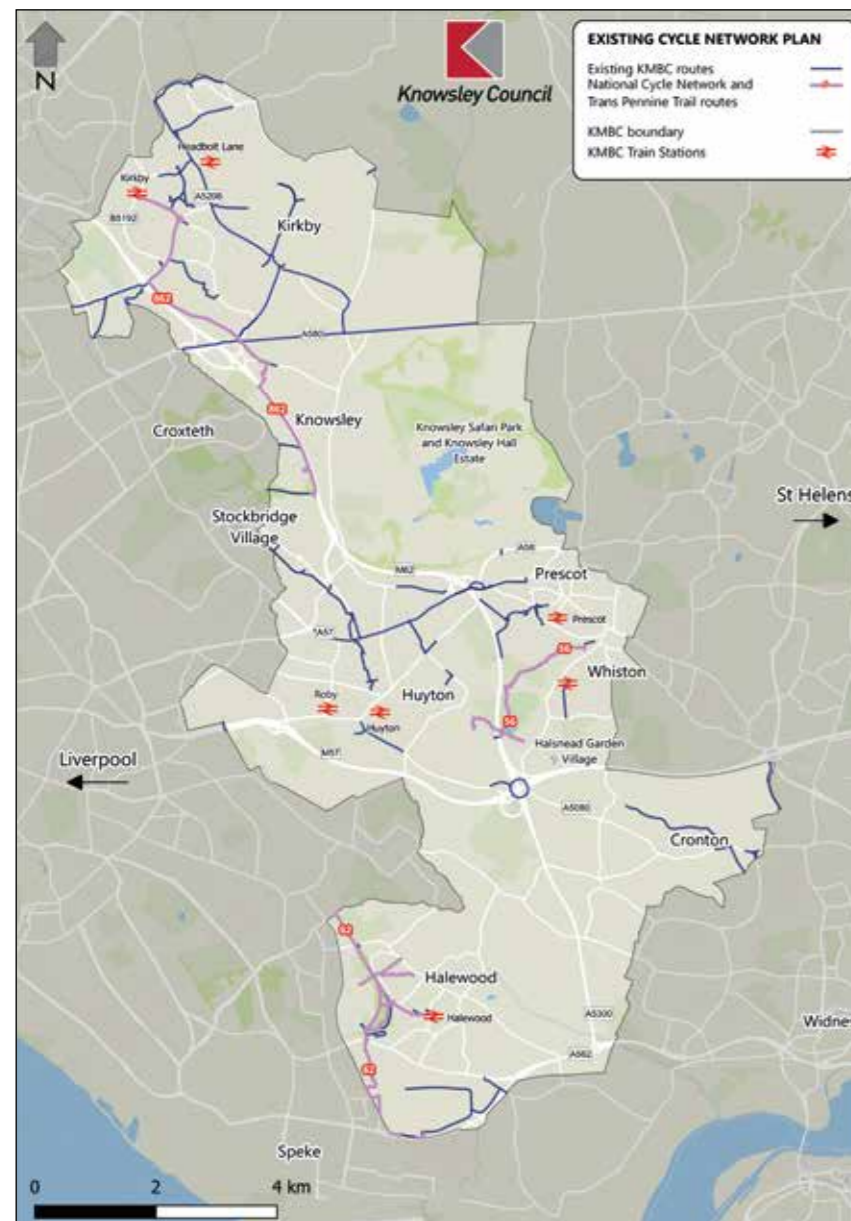 N
Knowsley Council
EXISTING CYCLE NETWORK PLAN
Existing KMBC routes
National Cycle Network and
Trans Pennine Trail routes
KMBC boundary
KMBC Train Stations
Headbolt Lane
Kirkby
A5208
B5192
Kirkby
862
A580
862
Knowsley
Croxteth
Knowsley Safari Park
and Knowsley Hall
Estate
St Helens
Stockbridge
Village
A58
M62
Prescot
Prescot
A57
56
Whiston
Roby
Huyton
Huyton
56
Halsnead Garden
Village
Liverpool
M57
A5080
Cronton
62
Halewood
Halewood
A5300
Widnes
A562
62
Speke
0 2 4 km